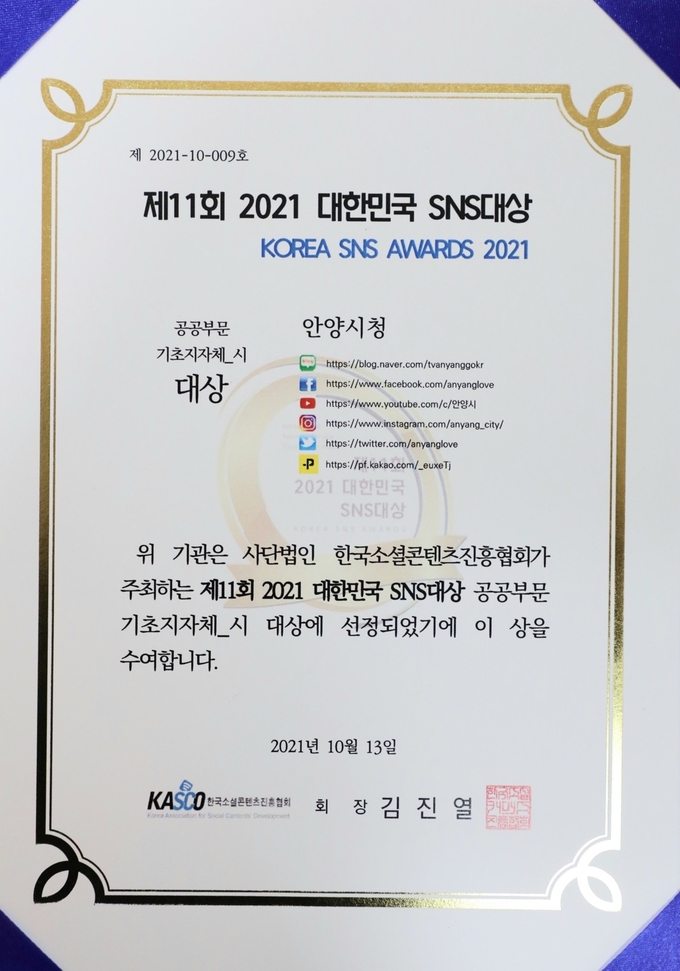 제 2021-10-009호
제11회 2021 대한민국 SNS대상
KOREA SNS AWARDS 2021
공공부문
기초지자체_시
대상
안양시청
https://blog.naver.com/tvanyanggokr
https://www.facebook.com/anyanglove
https://www.youtube.com/c/안양시
https://www.instagram.com/anyang_city/
https://twitter.com/anyanglove
https://pf.kakao.com/_euxeTj
제11회
2021 대한민국
SNS대상
KOREA SNS AWARDS
위 기관은 사단법인 한국소셜콘텐츠진흥협회가
주최하는 제11회 2021 대한민국 SNS대상 공공부문
기초지자체_시 대상에 선정되었기에 이 상을
수여합니다.
2021년 10월 13일
KASCO 한국소셜콘텐츠진흥협회
Korea Association for Social Contents Development
회 장 김진열